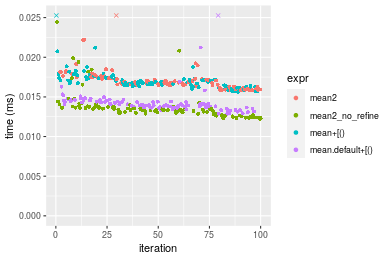 0.025
0.020
0.015
0.010
0.005
0.000
time (ms)
0
25
50
75
100
iteration
expr
mean2
mean2_no_refine
mean+[()
mean.default+[()